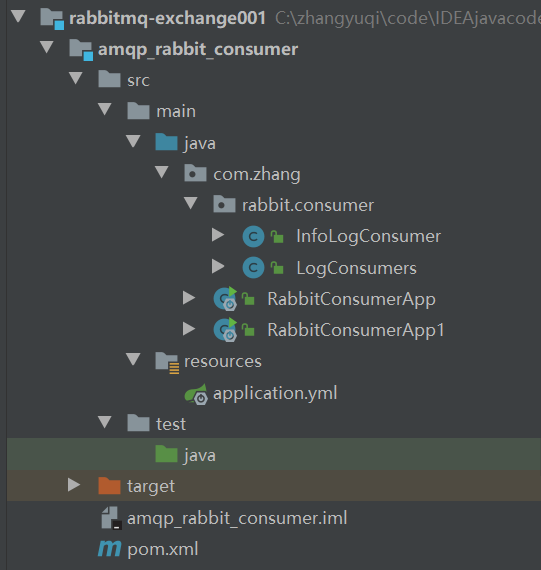 rabbitmq-exchange001 C:\zhangyuqi\code\IDEAjavacode
amqp_rabbit_consumer
src
main
java
com.zhang
rabbit.consumer
InfoLogConsumer
LogConsumers
RabbitConsumerApp
RabbitConsumerApp1
resources
application.yml
test
java
target
amqp_rabbit_consumer.iml
pom.xml